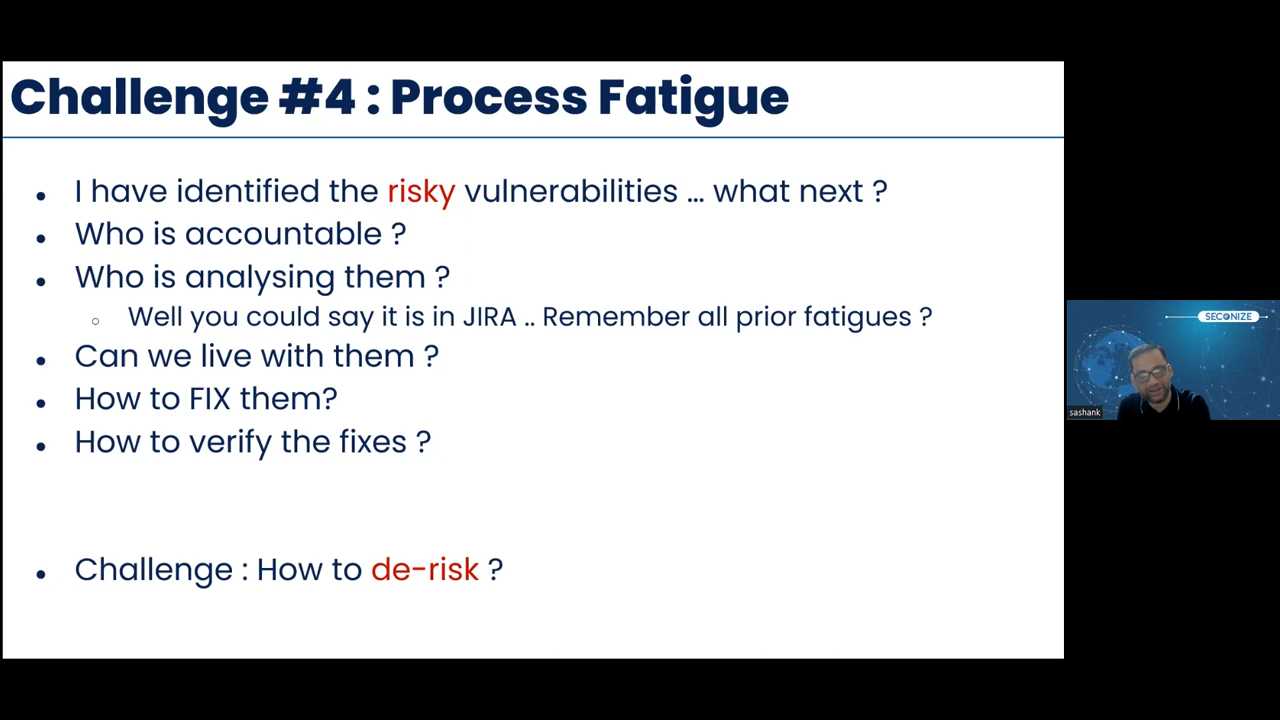 Challenge #4 : Process Fatigue
I have identified the risky vulnerabilities ... what next ?
Who is accountable ?
Who is analysing them ?
Well you could say it is in JIRA .. Remember all prior fatigues ?
Can we live with them ?
How to FIX them?
How to verify the fixes ?
Challenge : How to de-risk ?
SECONIZE
sashank